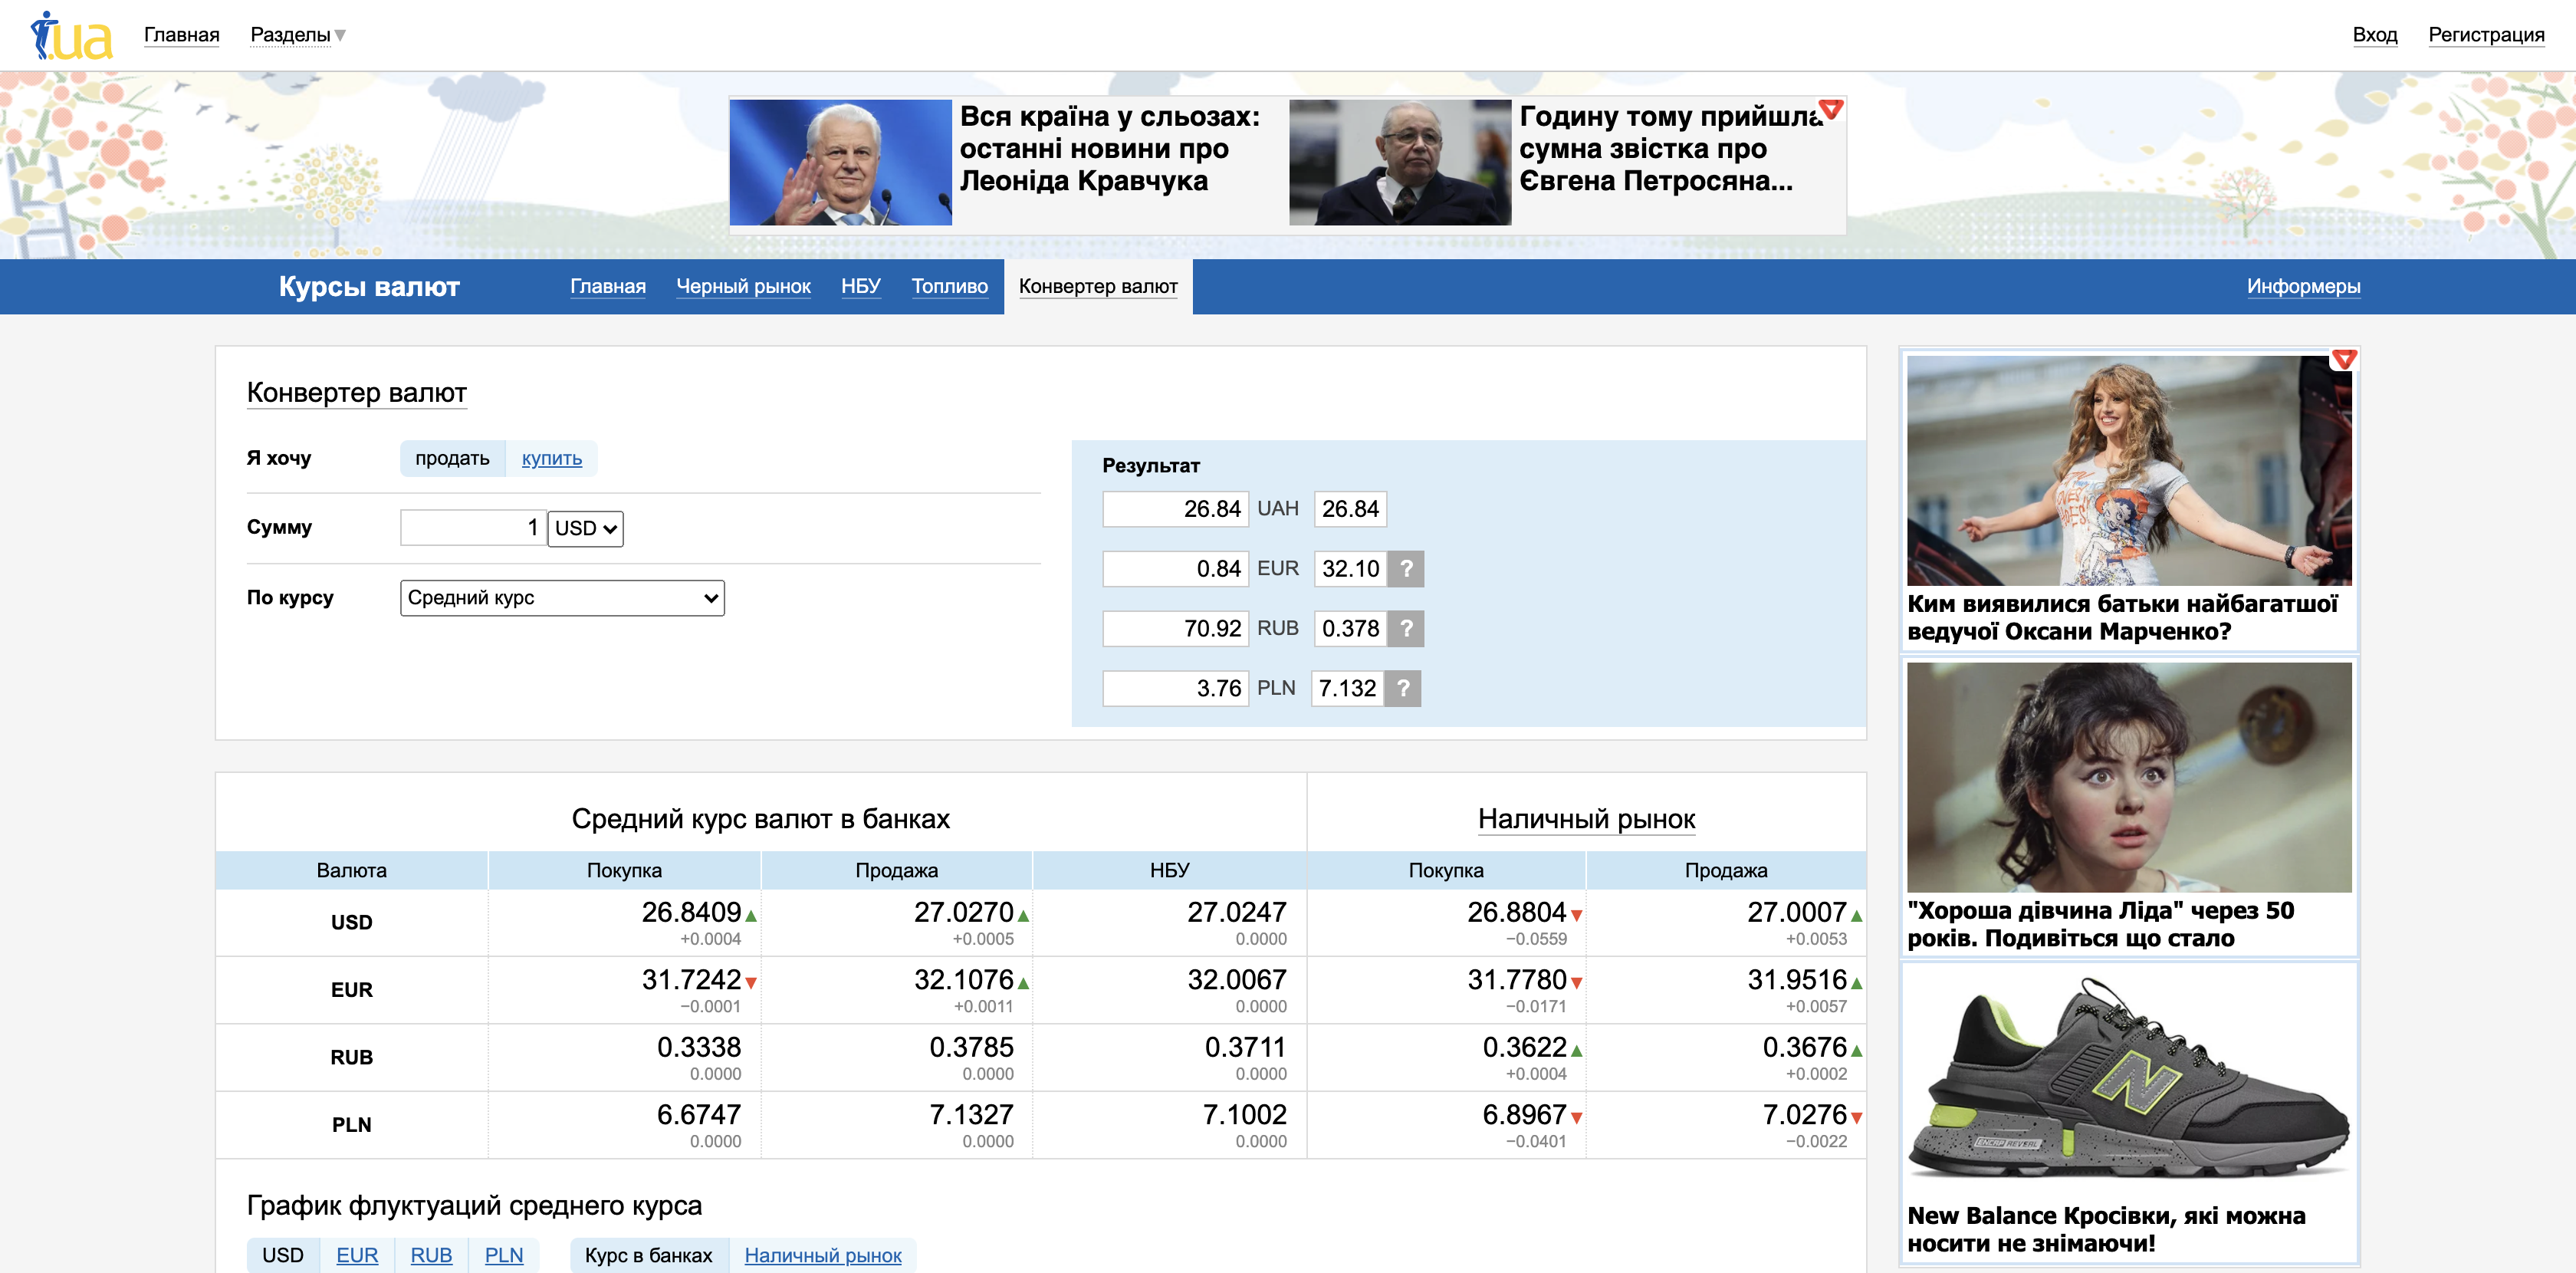 i.ua
Главная
Разделы
Вход
Регистрация
Вся країна у сльозах:
останні новини про
Леоніда Кравчука
Годину тому прийшла
сумна звістка про
Євгена Петросяна...
Курсы валют
Главная
Черный рынок
НБУ
Топливо
Конвертер валют
Информеры
Конвертер валют
Я хочу продать купить
Сумму 1 USD
По курсу Средний курс
Результат
26.84 UAH 26.84
0.84 EUR 32.10 ?
70.92 RUB 0.378 ?
3.76 PLN 7.132 ?
Средний курс валют в банках
Наличный рынок
Валюта Покупка Продажа НБУ Покупка Продажа
USD 26.8409 27.0270 27.0247 26.8804 27.0007
+0.0004 +0.0005 0.0000 −0.0559 +0.0053
EUR 31.7242 32.1076 32.0067 31.7780 31.9516
−0.0001 +0.0011 0.0000 −0.0171 +0.0057
RUB 0.3338 0.3785 0.3711 0.3622 0.3676
0.0000 0.0000 0.0000 +0.0004 +0.0002
PLN 6.6747 7.1327 7.1002 6.8967 7.0276
0.0000 0.0000 0.0000 −0.0401 −0.0022
График флуктуаций среднего курса
USD EUR RUB PLN Курс в банках Наличный рынок
Ким виявилися батьки найбагатшої
ведучої Оксани Марченко?
"Хороша дівчина Ліда" через 50
років. Подивіться що стало
N
ENCAP REVEAL
New Balance Кросівки, які можна
носити не знімаючи!